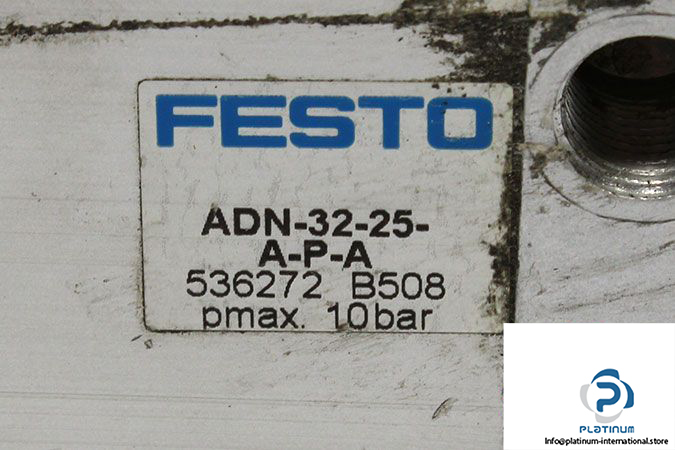 FESTO
ADN-32-25-
A-P-A
536272 B508
pmax. 10bar
PLATINUM
Info@platinum-international.store